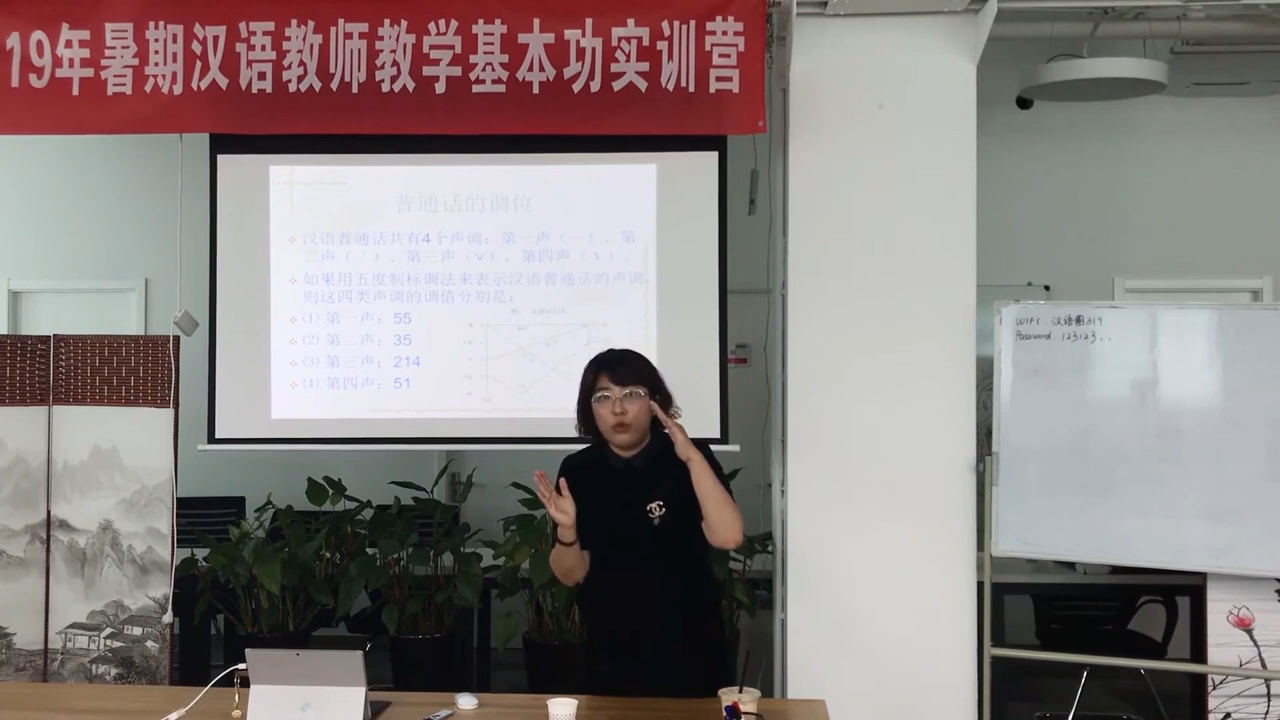 19年暑期汉语教师教学基本功实训营
普通话的调位
汉语普通话共有4个声调：第一声（—）、第
二声（/）、第三声（v）、第四声（\）
如果用五度制标调法来表示汉语普通话的声调，
则这四类声调的调值分别是：
(1) 第一声：55
(2) 第二声：35
(3) 第三声：214
(4) 第四声：51
WIFI：汉语圈319
Password：123123..